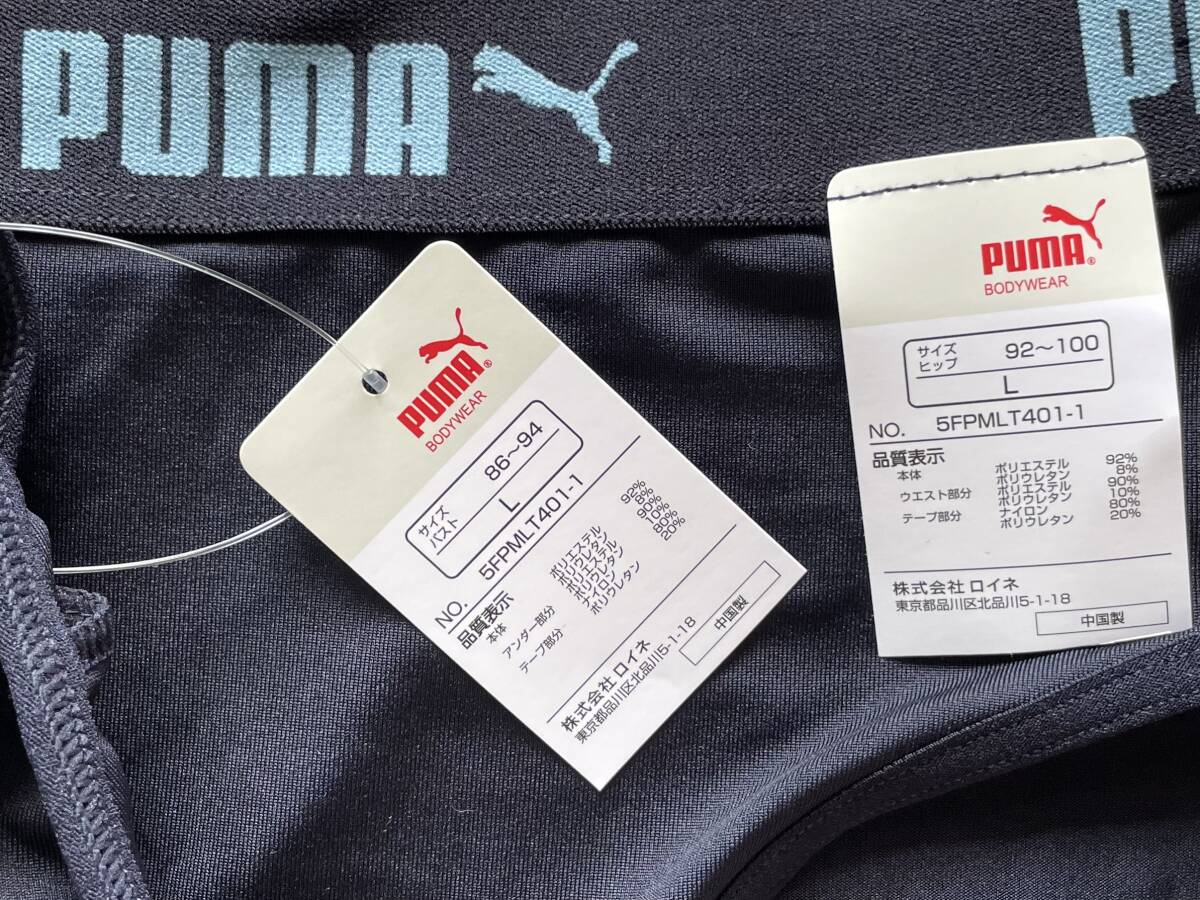 PUMA
PU
PUMA®
BODYWEAR
サイズ
バスト 86～94
L
NO. 5FPMLT401-1
品質表示
本体 ポリエステル 92%
ポリウレタン 8%
アンダー部分 ポリエステル 90%
ポリウレタン 10%
テープ部分 ナイロン 80%
ポリウレタン 20%
株式会社 ロイネ
東京都品川区北品川5-1-18
中国製
PUMA®
BODYWEAR
サイズ
ヒップ 92～100
L
NO. 5FPMLT401-1
品質表示
本体 ポリエステル 92%
ポリウレタン 8%
ウエスト部分 ポリエステル 90%
ポリウレタン 10%
テープ部分 ナイロン 80%
ポリウレタン 20%
株式会社 ロイネ
東京都品川区北品川5-1-18
中国製